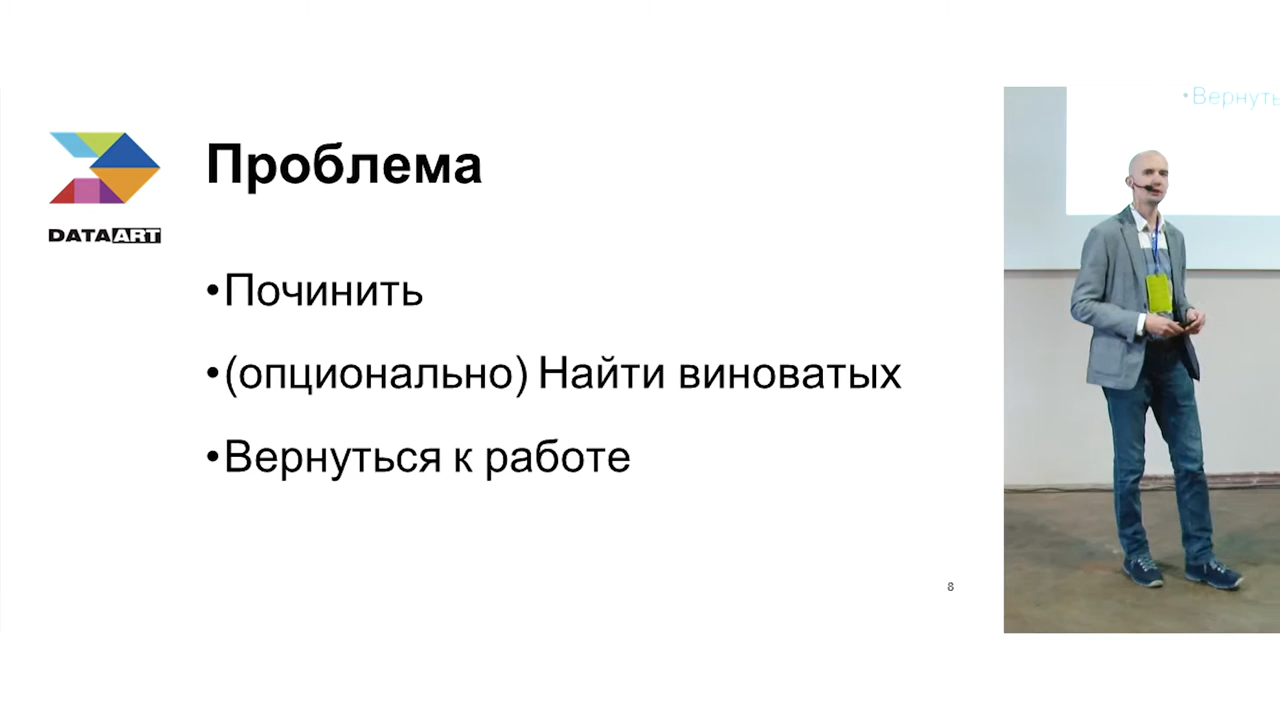 Проблема
DATAART
•Починить
•(опционально) Найти виноватых
•Вернуться к работе
8
•Вернуть